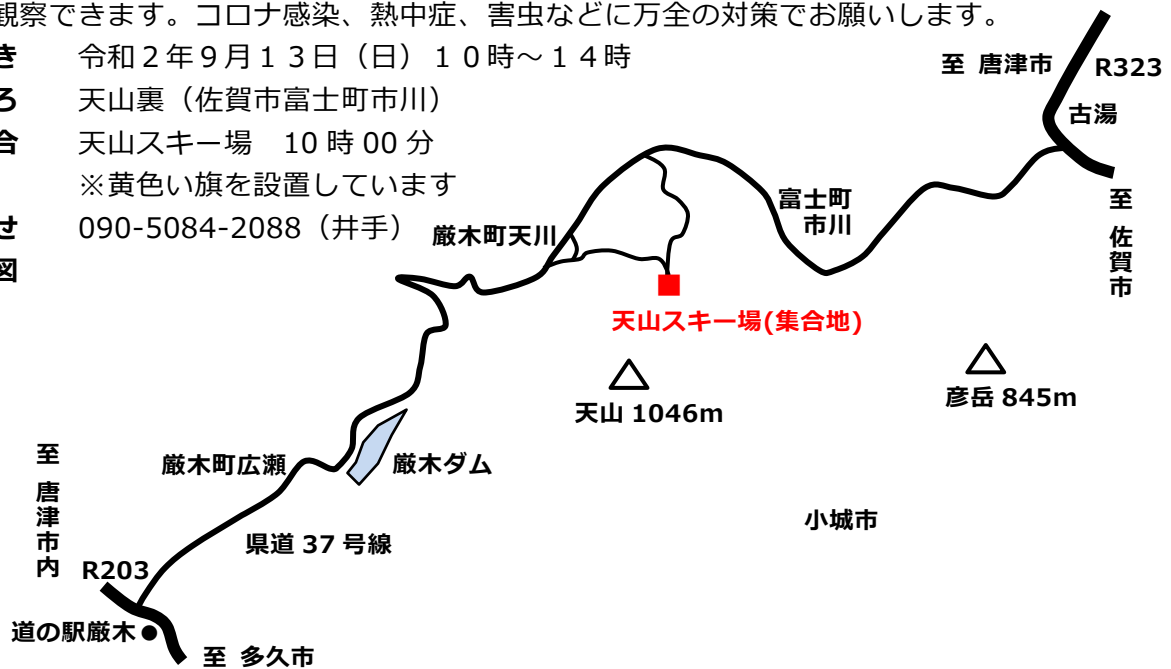 観察できます。コロナ感染、熱中症、害虫などに万全の対策でお願いします。
き 令和２年９月１３日（日）１０時～１４時
ろ 天山裏（佐賀市富士町市川）
合 天山スキー場 10 時 00 分
※黄色い旗を設置しています
せ 090-5084-2088（井手）
図
至 唐津市
R323
古湯
至 佐賀市
富士町
市川
厳木町天川
天山スキー場(集合地)
天山 1046m
彦岳 845m
厳木町広瀬
厳木ダム
小城市
県道 37 号線
至 唐津市内
R203
道の駅厳木
至 多久市